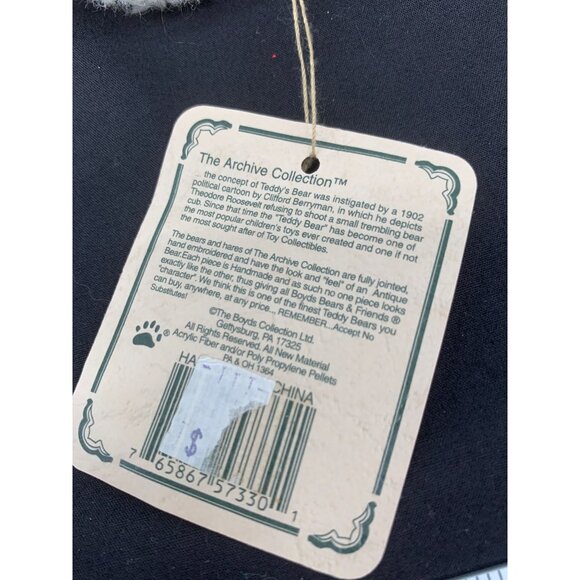 The Archive Collection™
... the concept of Teddy's Bear was instigated by a 1902
political cartoon by Clifford Berryman, in which he depicts
Theodore Roosevelt refusing to shoot a small trembling bear
cub. Since that time the "Teddy Bear" has become one of
the most popular children's toys ever created and one if not
the most sought after of Toy Collectibles.
The bears and hares of The Archive Collection are fully jointed,
hand embroidered and have the look and "feel" of an Antique
Bear. Each piece is Handmade and as such no one piece looks
exactly like the other, thus giving all Boyds Bears & Friends ®
"character". We think this is one of the finest Teddy Bears you
can buy, anywhere, at any price... REMEMBER...Accept No
Substitutes!
©The Boyds Collection Ltd.
Gettysburg, PA 17325
® All Rights Reserved. All New Material
Acrylic Fiber and/or Poly Propylene Pellets
PA & OH 1364
HA CHINA
$
7 65867 57330 1